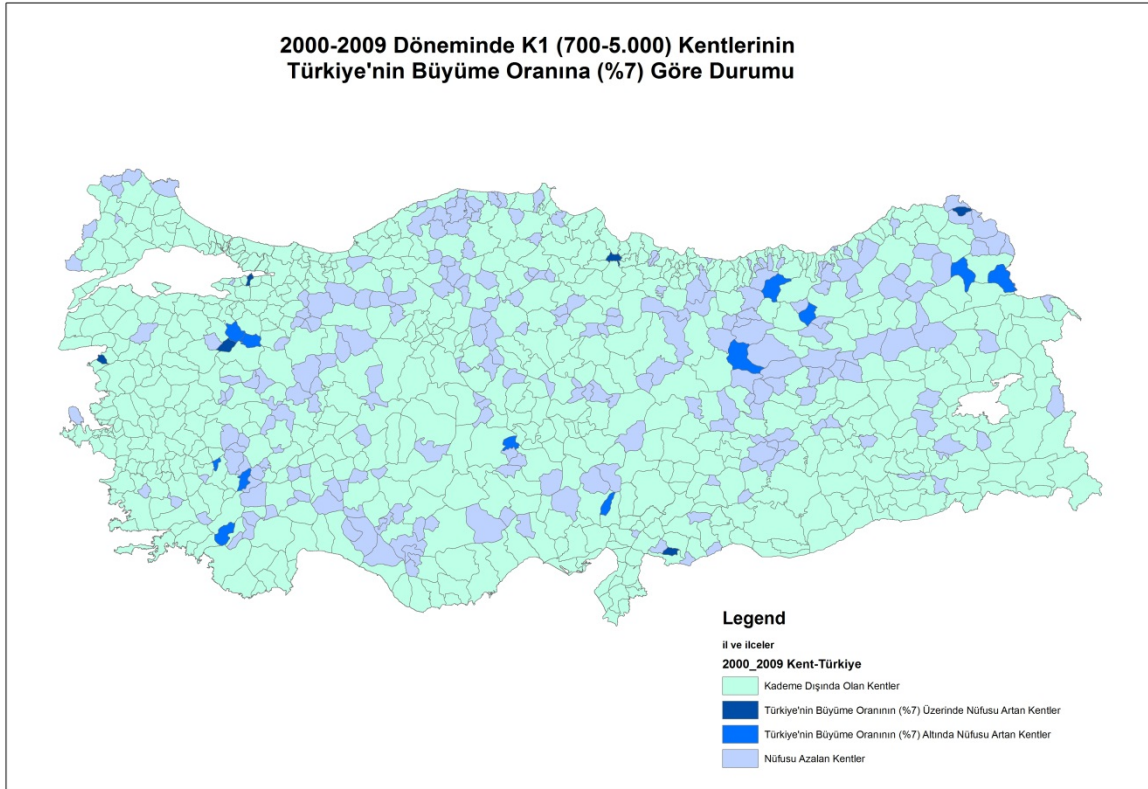 2000-2009 Döneminde K1 (700-5.000) Kentlerinin
Türkiye'nin Büyüme Oranına (%7) Göre Durumu
Legend
il ve ilceler
2000_2009 Kent-Türkiye
Kademe Dışında Olan Kentler
Türkiye'nin Büyüme Oranının (%7) Üzerinde Nüfusu Artan Kentler
Türkiye'nin Büyüme Oranının (%7) Altında Nüfusu Artan Kentler
Nüfusu Azalan Kentler